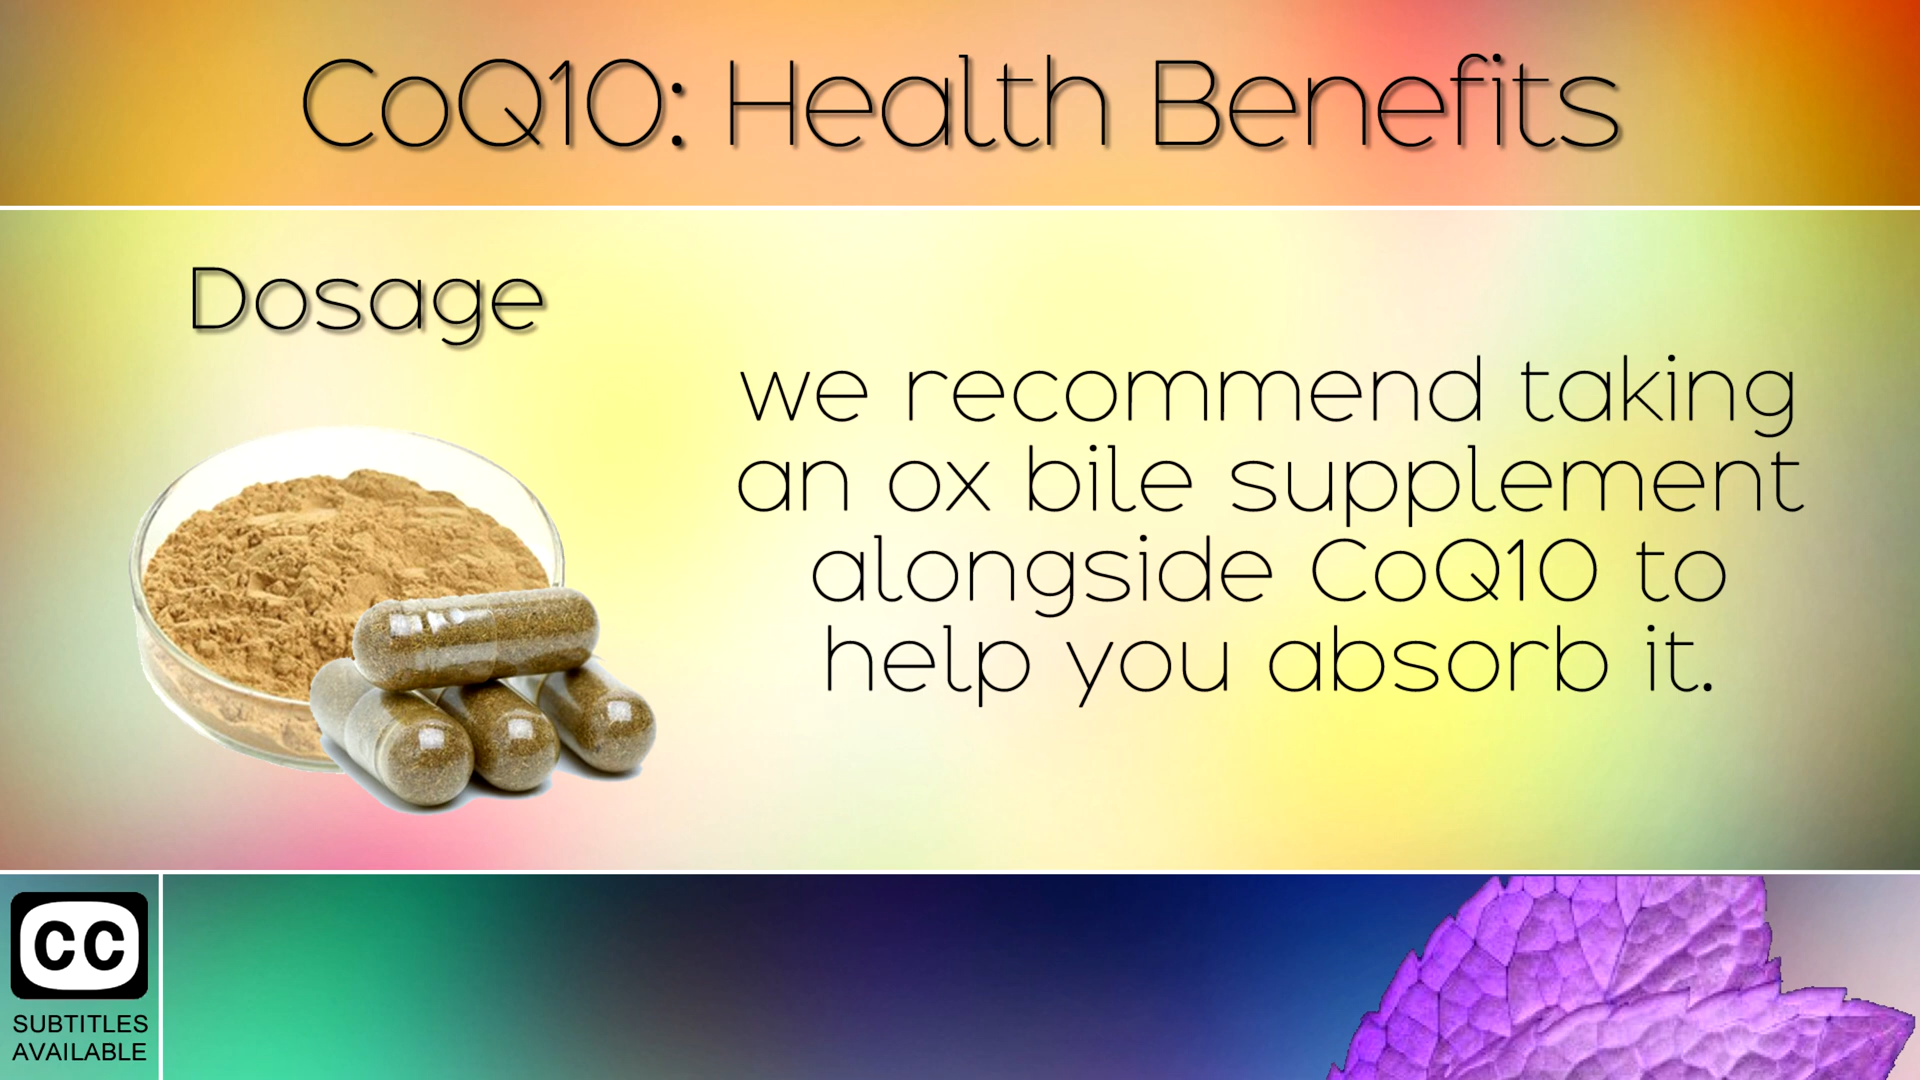 CoQ10: Health Benefits
Dosage
we recommend taking
an ox bile supplement
alongside CoQ10 to
help you absorb it.
CC
SUBTITLES
AVAILABLE